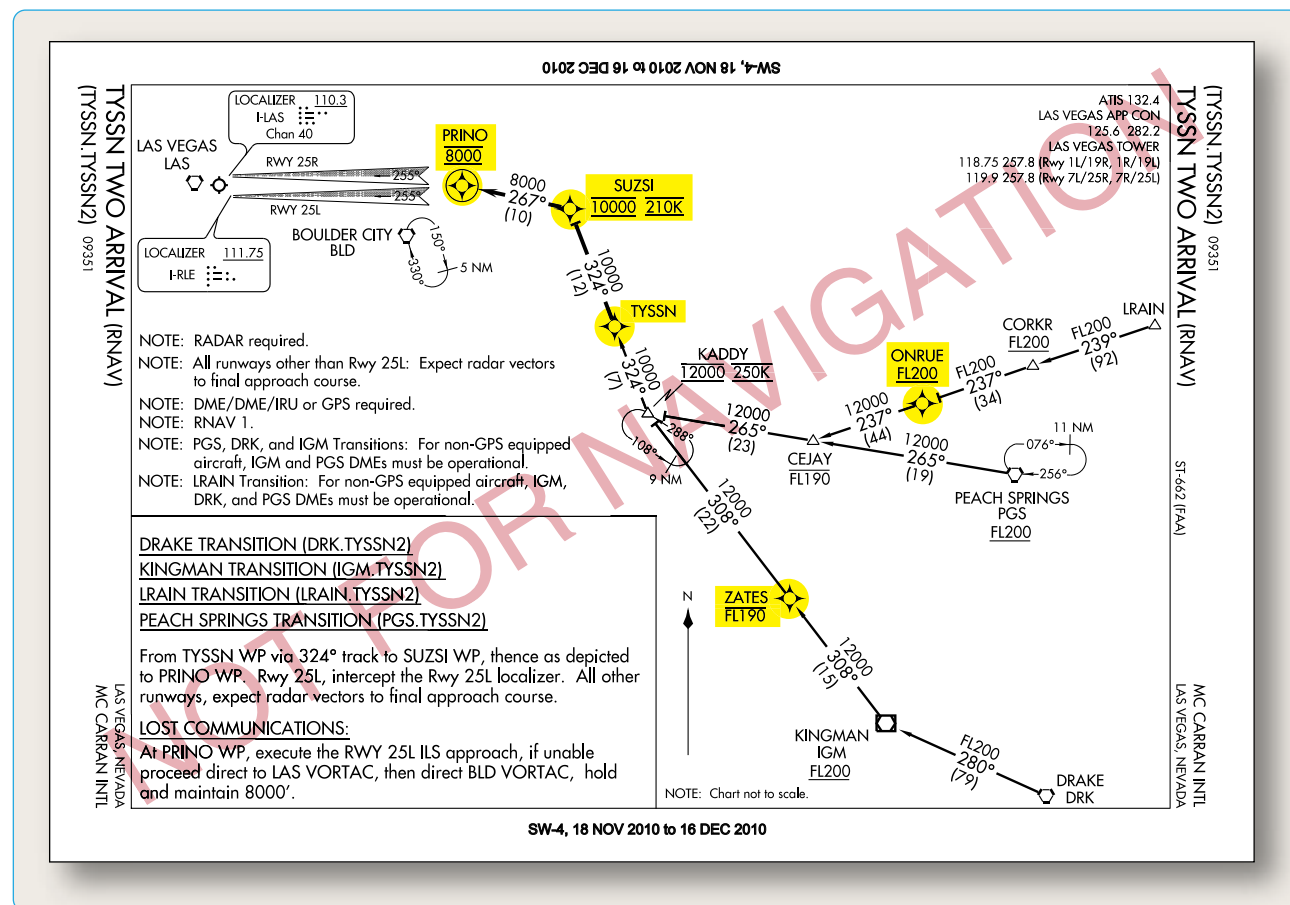 SW-4, 18 NOV 2010 to 16 DEC 2010
(TYSSN.TYSSN2) 09351
TYSSN TWO ARRIVAL (RNAV)
LAS VEGAS, NEVADA
MC CARRAN INTL
(TYSSN.TYSSN2) 09351
TYSSN TWO ARRIVAL (RNAV)
ST-662 (FAA)
MC CARRAN INTL
LAS VEGAS, NEVADA
ATIS 132.4
LAS VEGAS APP CON
125.6 282.2
LAS VEGAS TOWER
118.75 257.8 (Rwy 1L/19R, 1R/19L)
119.9 257.8 (Rwy 7L/25R, 7R/25L)
LOCALIZER 110.3
I-LAS
Chan 40
LAS VEGAS
LAS
RWY 25R
255°
255°
RWY 25L
LOCALIZER 111.75
I-RLE
PRINO
8000
8000
267°
(10)
SUZSI
10000 210K
BOULDER CITY
BLD
150°
330°
5 NM
10000
324°
(12)
TYSSN
10000
324°
(7)
KADDY
12000 250K
288°
108°
9 NM
12000
265°
(23)
CEJAY
FL190
12000
237°
(44)
ONRUE
FL200
FL200
237°
(34)
CORKR
FL200
FL200
239°
(92)
LRAIN
12000
265°
(19)
076°
11 NM
256°
PEACH SPRINGS
PGS
FL200
12000
308°
(22)
ZATES
FL190
12000
308°
(15)
KINGMAN
IGM
FL200
FL200
280°
(79)
DRAKE
DRK
N
NOTE: Chart not to scale.
NOTE: RADAR required.
NOTE: All runways other than Rwy 25L: Expect radar vectors
to final approach course.
NOTE: DME/DME/IRU or GPS required.
NOTE: RNAV 1.
NOTE: PGS, DRK, and IGM Transitions: For non-GPS equipped
aircraft, IGM and PGS DMEs must be operational.
NOTE: LRAIN Transition: For non-GPS equipped aircraft, IGM,
DRK, and PGS DMEs must be operational.
DRAKE TRANSITION (DRK.TYSSN2)
KINGMAN TRANSITION (IGM.TYSSN2)
LRAIN TRANSITION (LRAIN.TYSSN2)
PEACH SPRINGS TRANSITION (PGS.TYSSN2)
From TYSSN WP via 324° track to SUZSI WP, thence as depicted
to PRINO WP. Rwy 25L, intercept the Rwy 25L localizer. All other
runways, expect radar vectors to final approach course.
LOST COMMUNICATIONS:
At PRINO WP, execute the RWY 25L ILS approach, if unable
proceed direct to LAS VORTAC, then direct BLD VORTAC, hold
and maintain 8000'.
NOT FOR NAVIGATION
SW-4, 18 NOV 2010 to 16 DEC 2010